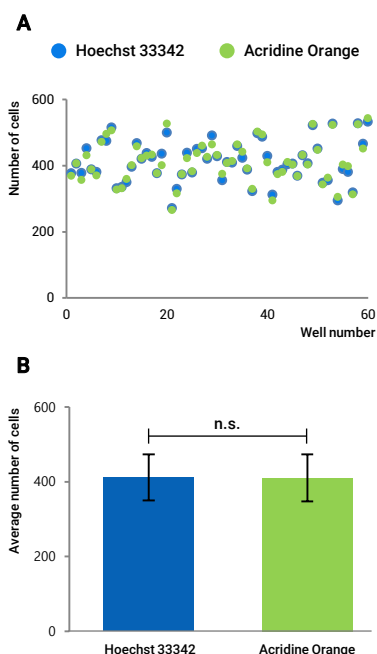 A
Hoechst 33342 Acridine Orange
Number of cells
600
400
200
0
0 20 40 60
Well number
B
Average number of cells
600
400
200
0
n.s.
Hoechst 33342 Acridine Orange